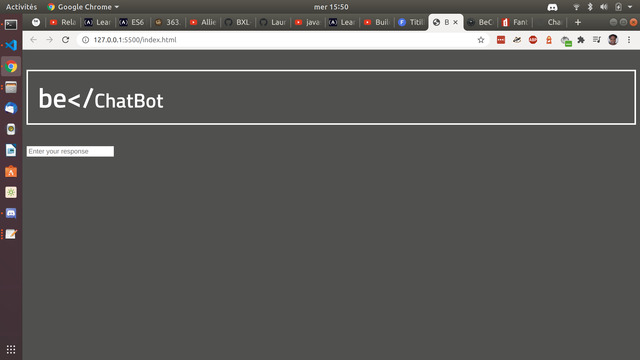 Activités
Google Chrome
mer 15:50
Rela
Lear
ES6
363
Allie
BXL
Laur
java
Lear
Buil
Titil
B
BeC
Fant
Cha
127.0.0.1:5500/index.html
be</ChatBot
Enter your response